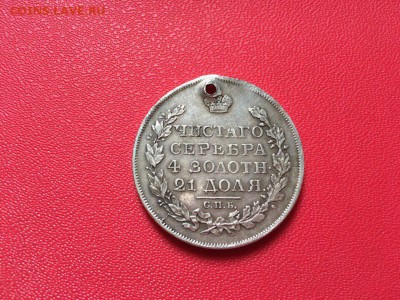 COINS.LAVE.RU
ЧИСТАГО
СЕРЕБРА
4 ЗОЛОТН.
21 ДОЛЯ.
С.П.Б.